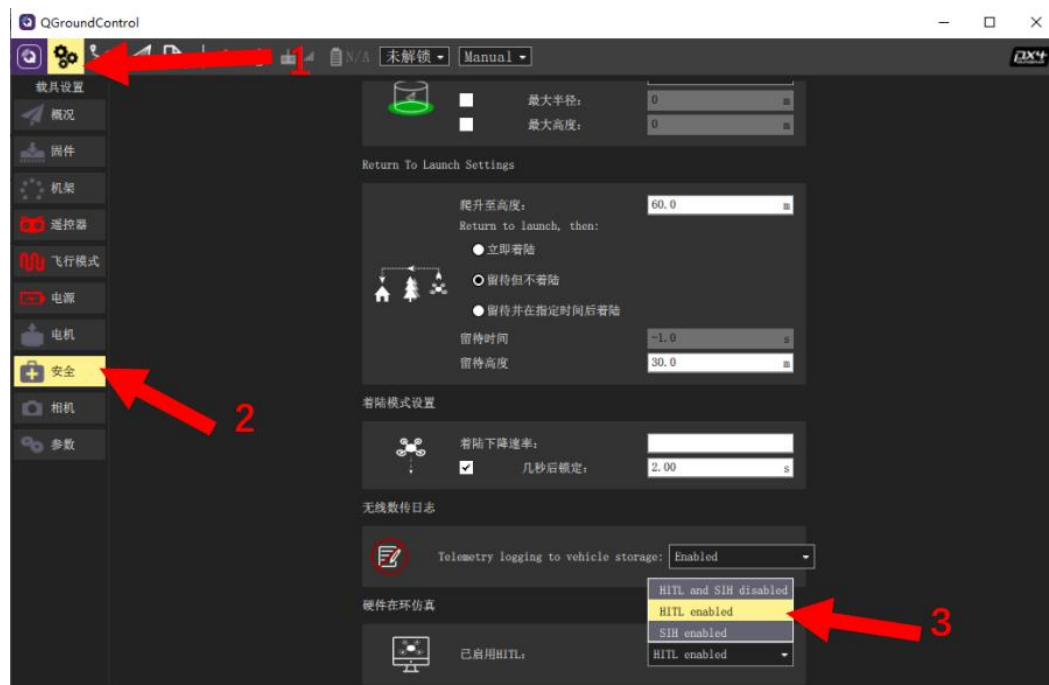 QGroundControl
1
N/A 未解锁 Manual
px4
载具设置
概况
固件
机架
遥控器
飞行模式
电源
电机
安全
相机
参数
2
最大半径： 0 m
最大高度： 0 m
Return To Launch Settings
爬升至高度： 60.0 m
Return to launch, then:
立即着陆
留待但不着陆
留待并在指定时间后着陆
留待时间 -1.0 s
留待高度 30.0 m
着陆模式设置
着陆下降速率：
几秒后锁定： 2.00 s
无线数传日志
Telemetry logging to vehicle storage: Enabled
硬件在环仿真
HITL and SIH disabled
HITL enabled
SIH enabled
3
已启用HITL： HITL enabled